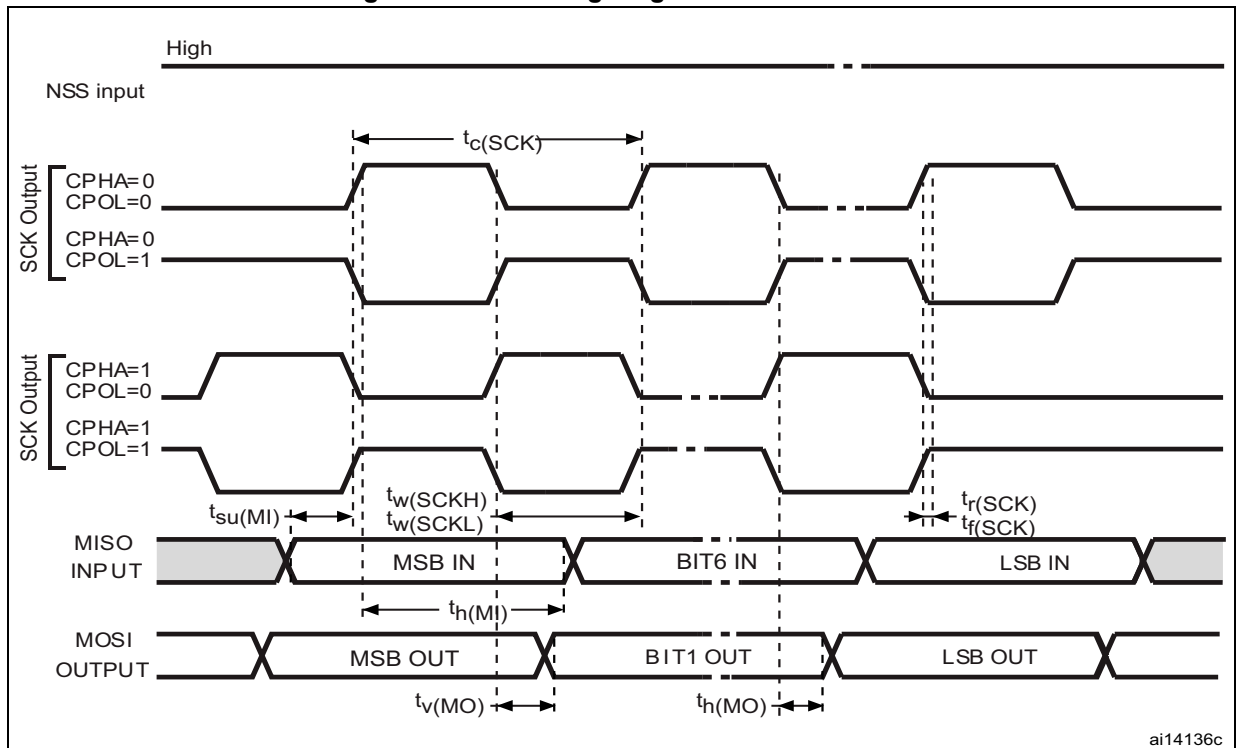 High
NSS input
tc(SCK)
SCK Output
CPHA=0
CPOL=0
CPHA=0
CPOL=1
SCK Output
CPHA=1
CPOL=0
CPHA=1
CPOL=1
tsu(MI)
tw(SCKH)
tw(SCKL)
tr(SCK)
tf(SCK)
MISO
INPUT
MSB IN
BIT6 IN
LSB IN
th(MI)
MOSI
OUTPUT
MSB OUT
BIT1 OUT
LSB OUT
tv(MO)
th(MO)
ai14136c